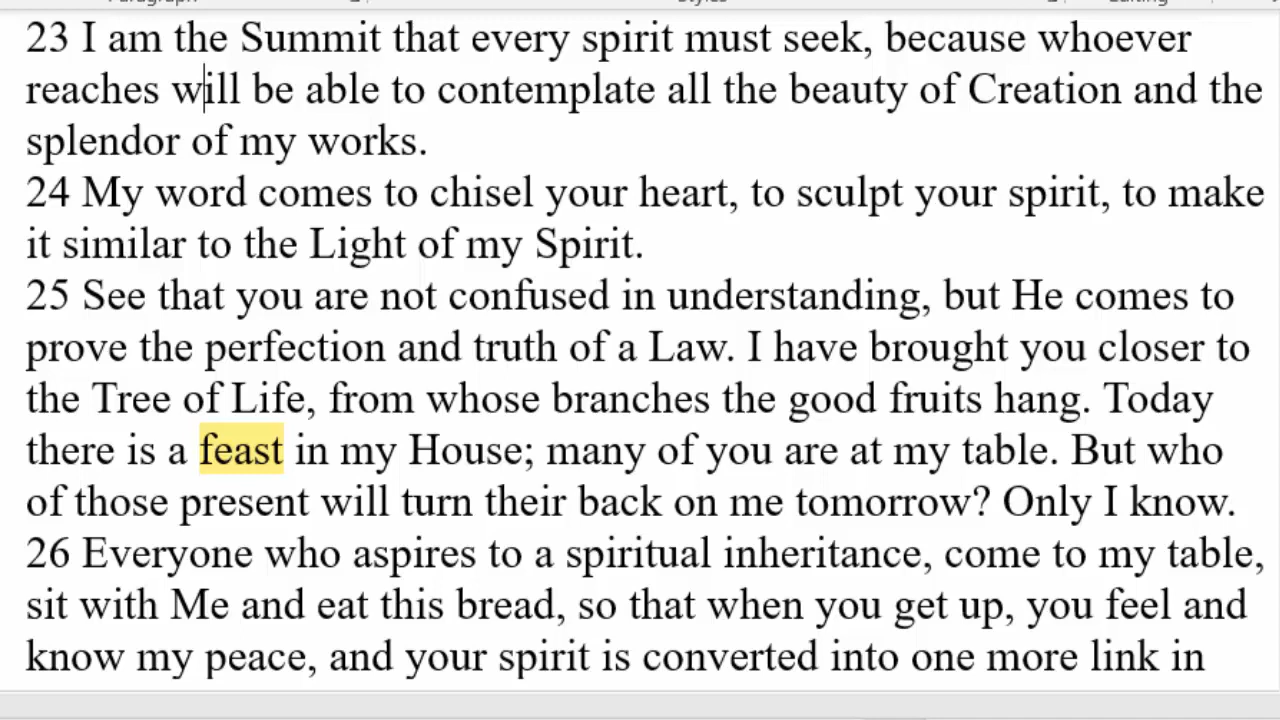 23 I am the Summit that every spirit must seek, because whoever
reaches will be able to contemplate all the beauty of Creation and the
splendor of my works.
24 My word comes to chisel your heart, to sculpt your spirit, to make
it similar to the Light of my Spirit.
25 See that you are not confused in understanding, but He comes to
prove the perfection and truth of a Law. I have brought you closer to
the Tree of Life, from whose branches the good fruits hang. Today
there is a feast in my House; many of you are at my table. But who
of those present will turn their back on me tomorrow? Only I know.
26 Everyone who aspires to a spiritual inheritance, come to my table,
sit with Me and eat this bread, so that when you get up, you feel and
know my peace, and your spirit is converted into one more link in